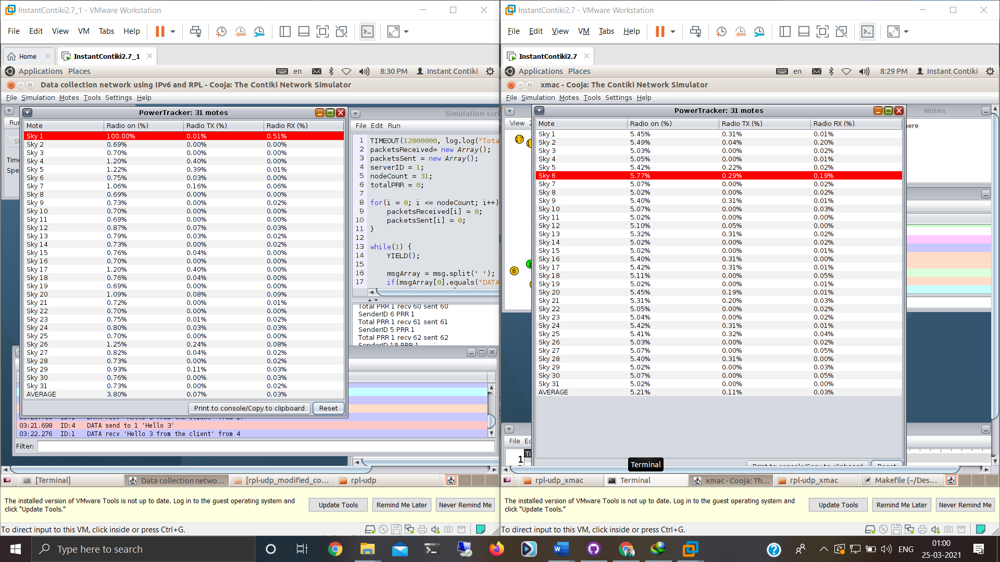 InstantContiki2.7_1 - VMware Workstation
File Edit View VM Tabs Help
Home InstantContiki2.7_1
Applications Places en 8:30 PM Instant Contiki
Data collection network using IPv6 and RPL - Cooja: The Contiki Network Simulator
File Simulation Motes Tools Settings Help
PowerTracker: 31 motes
Mote Radio on (%) Radio TX (%) Radio RX (%)
Sky 1 100.00% 0.01% 0.51%
Sky 2 0.69% 0.00% 0.00%
Sky 3 0.70% 0.00% 0.00%
Sky 4 1.20% 0.40% 0.00%
Sky 5 1.22% 0.39% 0.01%
Sky 6 0.75% 0.03% 0.00%
Sky 7 1.06% 0.16% 0.06%
Sky 8 0.69% 0.00% 0.00%
Sky 9 0.73% 0.00% 0.02%
Sky 10 0.70% 0.00% 0.00%
Sky 11 0.69% 0.00% 0.00%
Sky 12 0.87% 0.07% 0.03%
Sky 13 0.79% 0.03% 0.02%
Sky 14 0.73% 0.00% 0.02%
Sky 15 0.76% 0.04% 0.00%
Sky 16 0.70% 0.00% 0.00%
Sky 17 1.20% 0.40% 0.00%
Sky 18 0.76% 0.04% 0.00%
Sky 19 0.69% 0.00% 0.00%
Sky 20 1.09% 0.08% 0.09%
Sky 21 0.72% 0.00% 0.01%
Sky 22 0.70% 0.00% 0.00%
Sky 23 0.75% 0.01% 0.02%
Sky 24 0.80% 0.03% 0.03%
Sky 25 0.70% 0.00% 0.00%
Sky 26 1.25% 0.24% 0.08%
Sky 27 0.82% 0.04% 0.02%
Sky 28 0.73% 0.00% 0.02%
Sky 29 0.93% 0.11% 0.03%
Sky 30 0.76% 0.00% 0.03%
Sky 31 0.73% 0.00% 0.02%
AVERAGE 3.80% 0.07% 0.03%
Print to console/Copy to clipboard Reset
Run
Time
Spe
Simulation scri
File Edit Run
1 TIMEOUT(12000000, log.log("Tota
2 packetsReceived= new Array();
3 packetsSent = new Array();
4 serverID = 1;
5 nodeCount = 31;
6 totalPRR = 0;
7
8 for(i = 0; i <= nodeCount; i++)
9 packetsReceived[i] = 0;
10 packetsSent[i] = 0;
11 }
12
13 while(1) {
14 YIELD();
15
16 msgArray = msg.split(' ');
17 if(msgArray[0].equals("DATA
Total PRR 1 recv 60 sent 60
SenderID 6 PRR 1
Total PRR 1 recv 61 sent 61
SenderID 5 PRR 1
Total PRR 1 recv 62 sent 62
SenderID 18 PRR 1
03:21.698 ID:4 DATA send to 1 'Hello 3'
03:22.276 ID:1 DATA recv 'Hello 3 from the client' from 4
Filter:
[Terminal] Data collection netwo... [rpl-udp_modified_co... rpl-udp
The installed version of VMware Tools is not up to date. Log in to the guest operating system and
click "Update Tools."
Update Tools Remind Me Later Never Remind Me
To direct input to this VM, click inside or press Ctrl+G.
InstantContiki2.7 - VMware Workstation
File Edit View VM Tabs Help
InstantContiki2.7
Applications Places en 8:29 PM Instant Contiki
xmac - Cooja: The Contiki Network Simulator
File Simulation Motes Tools Settings Help
PowerTracker: 31 motes
Mote Radio on (%) Radio TX (%) Radio RX (%)
Sky 1 5.45% 0.31% 0.01%
Sky 2 5.49% 0.04% 0.20%
Sky 3 5.03% 0.00% 0.02%
Sky 4 5.05% 0.00% 0.01%
Sky 5 5.42% 0.22% 0.02%
Sky 6 5.77% 0.29% 0.19%
Sky 7 5.07% 0.00% 0.02%
Sky 8 5.02% 0.00% 0.02%
Sky 9 5.40% 0.31% 0.01%
Sky 10 5.07% 0.00% 0.03%
Sky 11 5.02% 0.00% 0.00%
Sky 12 5.10% 0.05% 0.00%
Sky 13 5.32% 0.31% 0.02%
Sky 14 5.02% 0.00% 0.02%
Sky 15 5.02% 0.00% 0.01%
Sky 16 5.40% 0.31% 0.00%
Sky 17 5.42% 0.31% 0.01%
Sky 18 5.11% 0.00% 0.05%
Sky 19 5.02% 0.00% 0.01%
Sky 20 5.45% 0.19% 0.01%
Sky 21 5.31% 0.20% 0.03%
Sky 22 5.05% 0.00% 0.02%
Sky 23 5.04% 0.00% 0.02%
Sky 24 5.42% 0.31% 0.01%
Sky 25 5.41% 0.32% 0.04%
Sky 26 5.03% 0.00% 0.02%
Sky 27 5.07% 0.00% 0.05%
Sky 28 5.40% 0.31% 0.00%
Sky 29 5.02% 0.00% 0.03%
Sky 30 5.07% 0.00% 0.05%
Sky 31 5.02% 0.00% 0.02%
AVERAGE 5.21% 0.11% 0.03%
Print to console/Copy to clipboard Reset
View
17
8
Notes
here
File
1
Terminal
rpl-udp_xmac Terminal xmac - Cooja: Th... rpl-udp_xmac Makefile (~/Des...
The installed version of VMware Tools is not up to date. Log in to the guest operating system and
click "Update Tools."
Update Tools Remind Me Later Never Remind Me
To direct input to this VM, click inside or press Ctrl+G.
Type here to search
ENG
01:00
25-03-2021